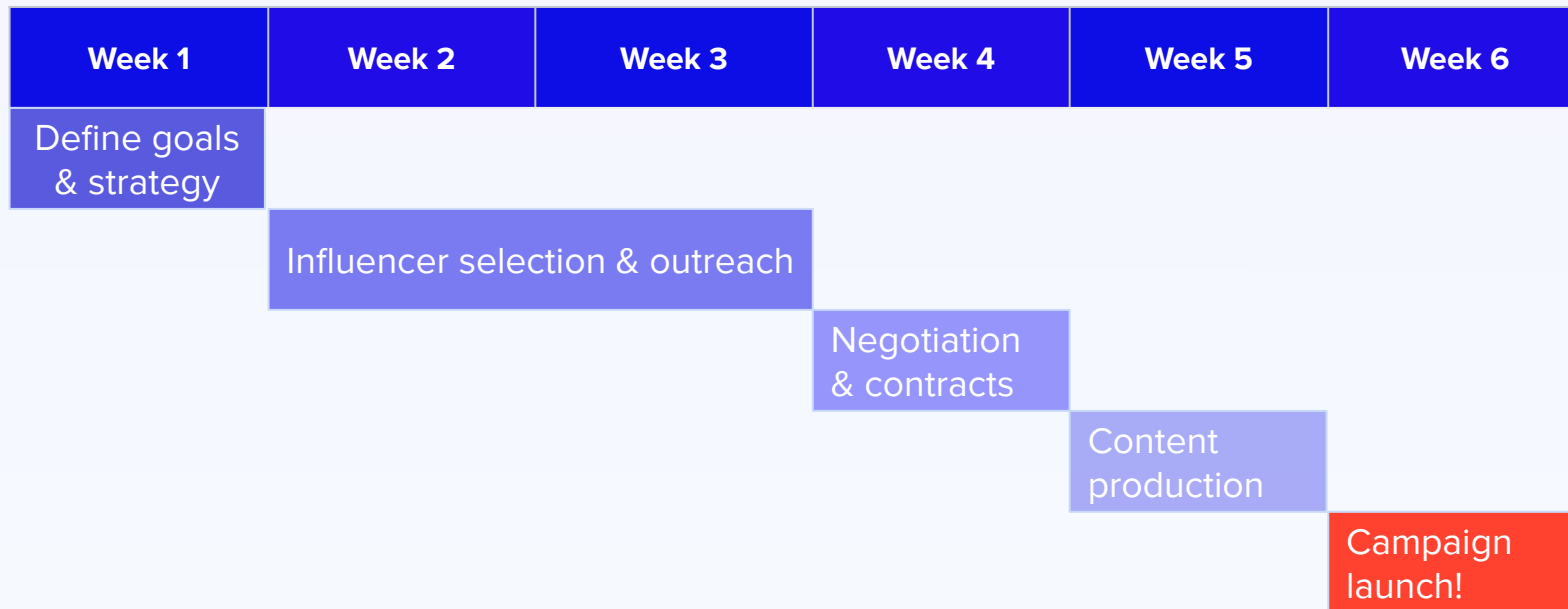 Week 1
Week 2
Week 3
Week 4
Week 5
Week 6
Define goals
& strategy
Influencer selection & outreach
Negotiation
& contracts
Content
production
Campaign
launch!